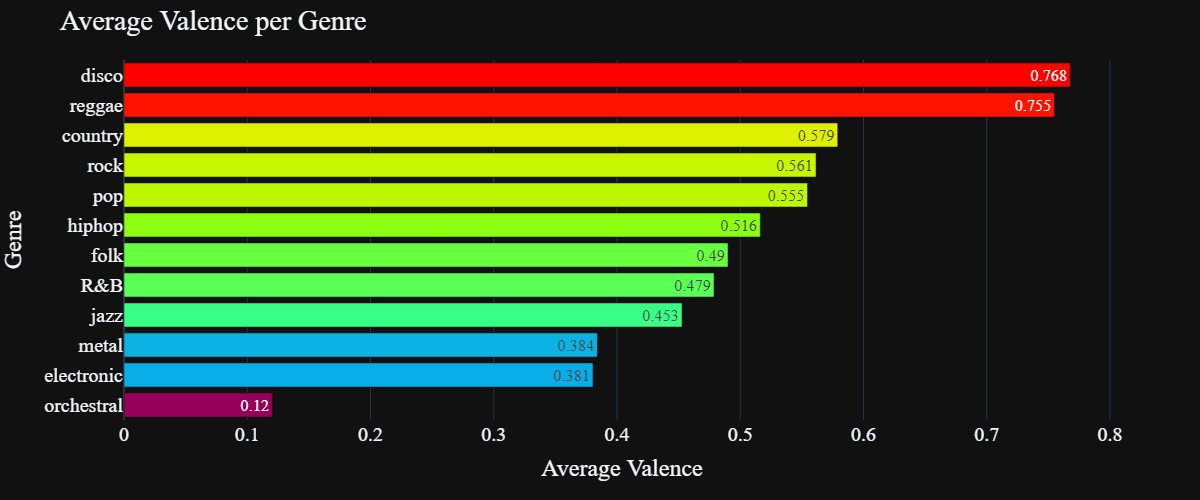 Average Valence per Genre
Genre
disco 0.768
reggae 0.755
country 0.579
rock 0.561
pop 0.555
hiphop 0.516
folk 0.49
R&B 0.479
jazz 0.453
metal 0.384
electronic 0.381
orchestral 0.12
0 0.1 0.2 0.3 0.4 0.5 0.6 0.7 0.8
Average Valence